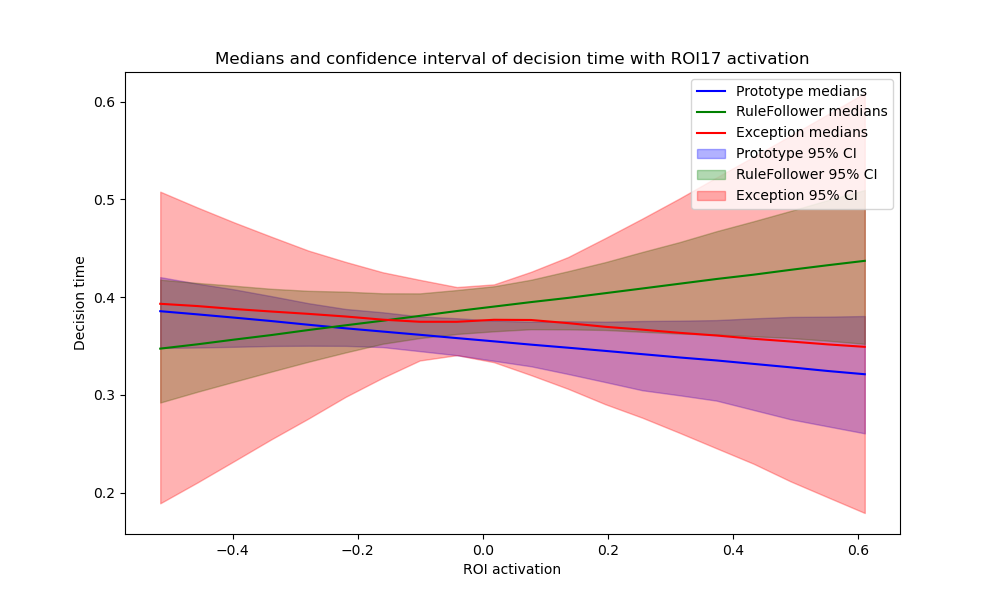 Medians and confidence interval of decision time with ROI17 activation
Prototype medians
RuleFollower medians
Exception medians
Prototype 95% CI
RuleFollower 95% CI
Exception 95% CI
Decision time
0.6
0.5
0.4
0.3
0.2
−0.4
−0.2
0.0
0.2
0.4
0.6
ROI activation